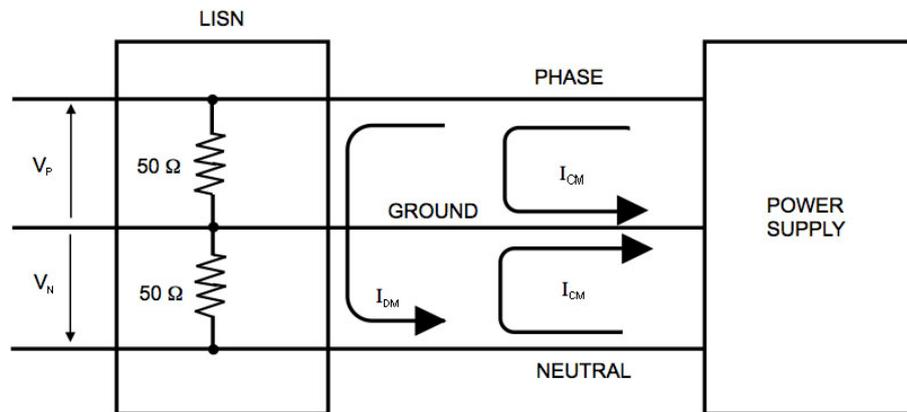 LISN
PHASE
V_P
50 Ω
I_CM
GROUND
POWER
SUPPLY
V_N
50 Ω
I_DM
I_CM
NEUTRAL